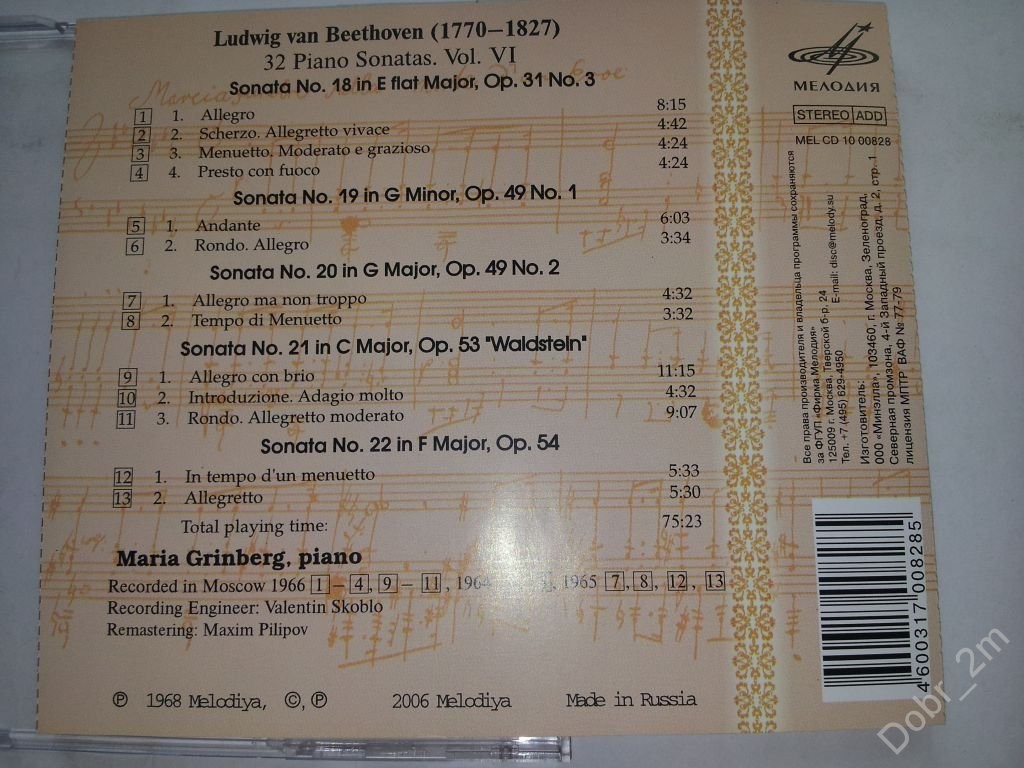 Ludwig van Beethoven (1770–1827)
32 Piano Sonatas. Vol. VI
Sonata No. 18 in E flat Major, Op. 31 No. 3
1 1. Allegro 8:15
2 2. Scherzo. Allegretto vivace 4:42
3 3. Menuetto. Moderato e grazioso 4:24
4 4. Presto con fuoco 4:24
Sonata No. 19 in G Minor, Op. 49 No. 1
5 1. Andante 6:03
6 2. Rondo. Allegro 3:34
Sonata No. 20 in G Major, Op. 49 No. 2
7 1. Allegro ma non troppo 4:32
8 2. Tempo di Menuetto 3:32
Sonata No. 21 in C Major, Op. 53 "Waldstein"
9 1. Allegro con brio 11:15
10 2. Introduzione. Adagio molto 4:32
11 3. Rondo. Allegretto moderato 9:07
Sonata No. 22 in F Major, Op. 54
12 1. In tempo d'un menuetto 5:33
13 2. Allegretto 5:30
Total playing time: 75:23
Maria Grinberg, piano
Recorded in Moscow 1966 1 – 4, 9 – 11, 1964 1965 7, 8, 12, 13
Recording Engineer: Valentin Skoblo
Remastering: Maxim Pilipov
℗ 1968 Melodiya, ©, ℗ 2006 Melodiya Made in Russia
МЕЛОДИЯ
STEREO ADD
MEL CD 10 00828
Все права производителя и владельца программы сохраняются
за ФГУП «Фирма Мелодия»
125009 г. Москва, Тверской б-р, 24
Тел. +7 (495) 629-4950 E-mail: disc@melody.su
Изготовитель:
ООО «Минэлла», 103460, г. Москва, Зеленоград,
Северная промзона, 4-й Западный проезд, д. 2, стр. 1
лицензия МПТР ВАФ № 77-79
4 600317 008285
Dobr_2m